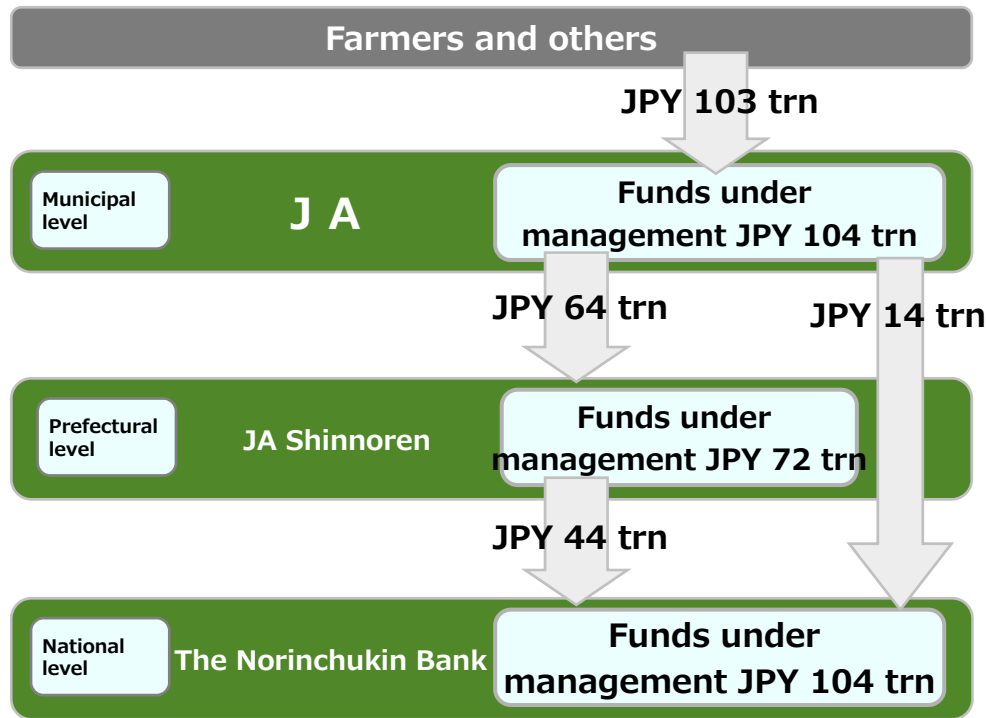 Farmers and others
JPY 103 trn
Municipal
level
J A
Funds under
management JPY 104 trn
JPY 64 trn
JPY 14 trn
Prefectural
level
JA Shinnoren
Funds under
management JPY 72 trn
JPY 44 trn
National
level
The Norinchukin Bank
Funds under
management JPY 104 trn